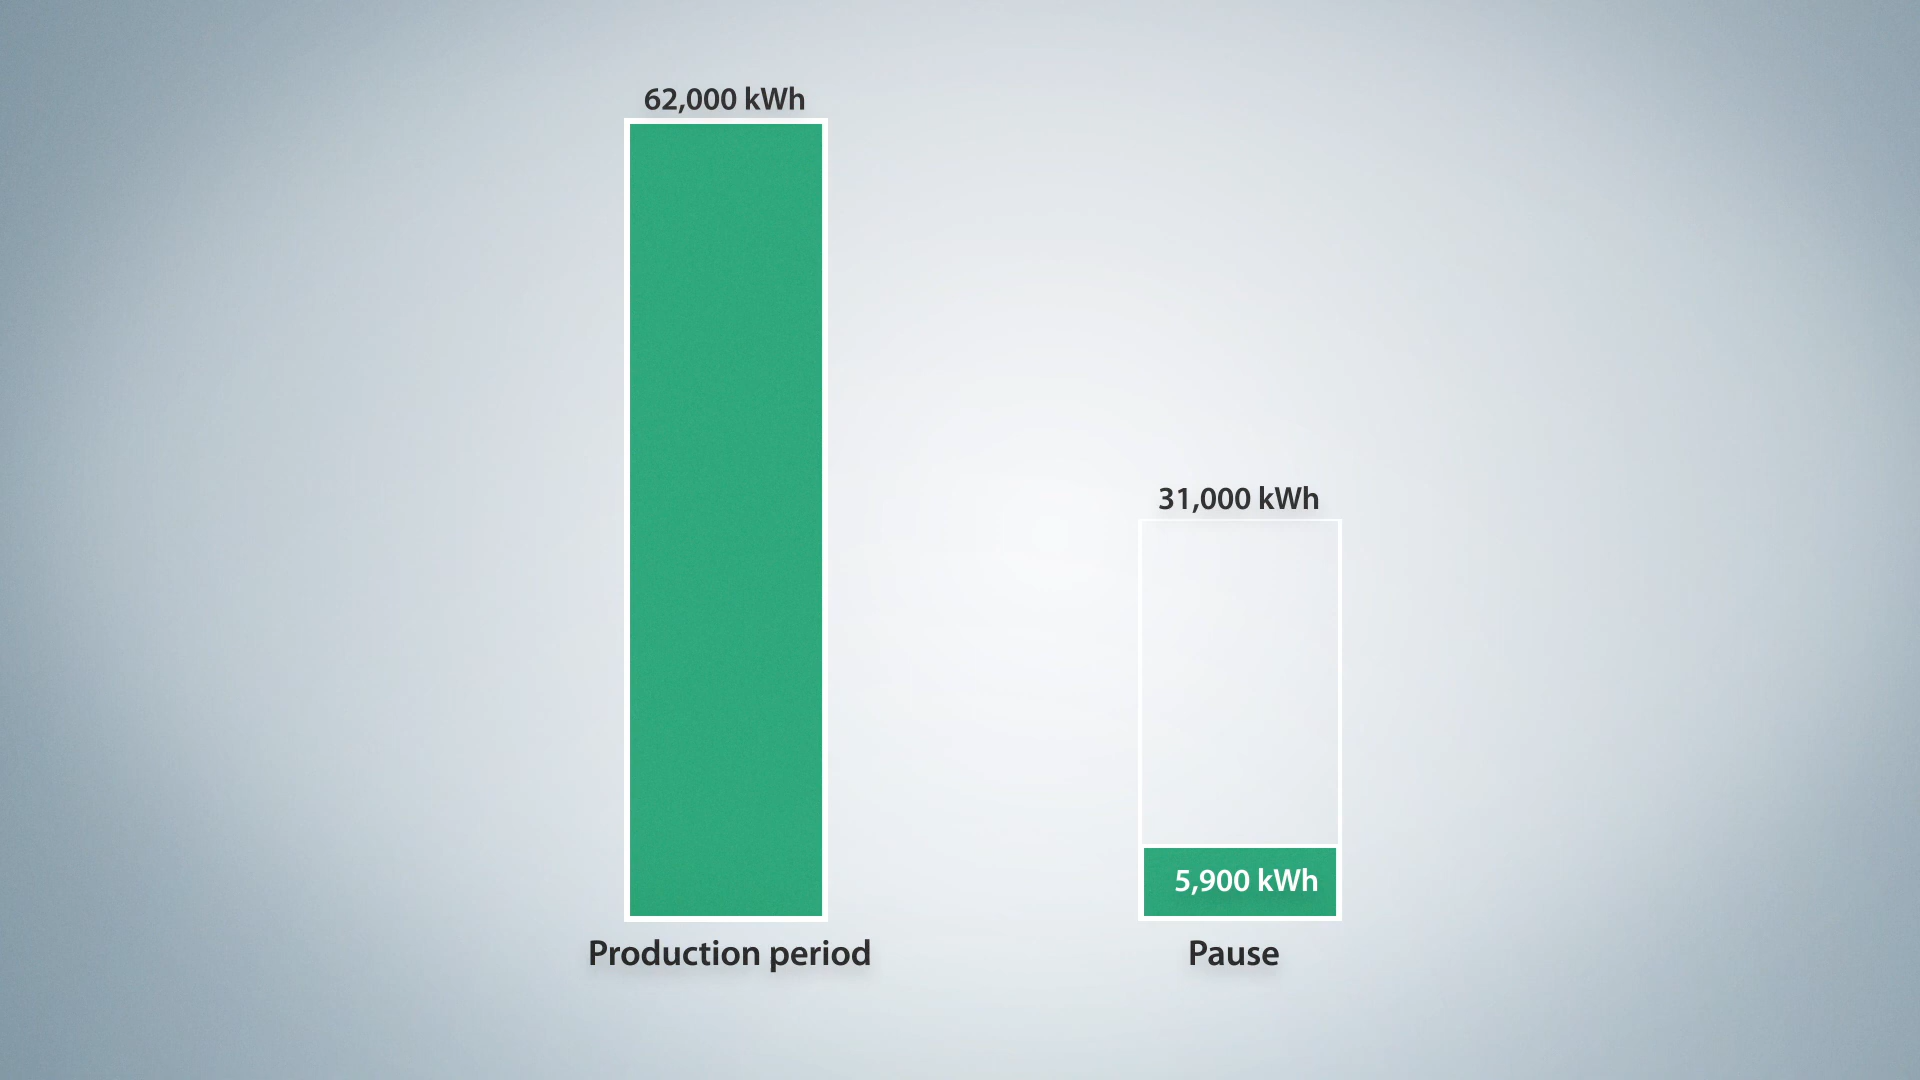 62,000 kWh
31,000 kWh
5,900 kWh
Production period
Pause